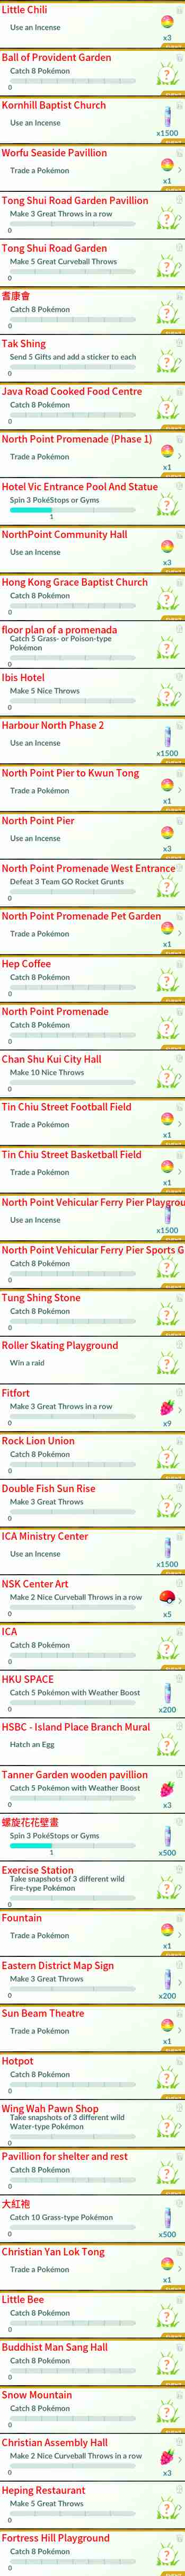 Little Chili
Use an Incense
x3
Ball of Provident Garden
Catch 8 Pokémon
?
0
Kornhill Baptist Church
Use an Incense
x1500
Worfu Seaside Pavillion
Trade a Pokémon
x1
Tong Shui Road Garden Pavillion
Make 3 Great Throws in a row
?
0
Tong Shui Road Garden
Make 5 Great Curveball Throws
?
0
耆康會
Catch 8 Pokémon
?
0
Tak Shing
Send 5 Gifts and add a sticker to each
?
0
Java Road Cooked Food Centre
Catch 8 Pokémon
?
0
North Point Promenade (Phase 1)
Trade a Pokémon
x1
Hotel Vic Entrance Pool And Statue
Spin 3 PokéStops or Gyms
?
1
NorthPoint Community Hall
Use an Incense
x3
Hong Kong Grace Baptist Church
Catch 8 Pokémon
?
0
floor plan of a promenada
Catch 5 Grass- or Poison-type
Pokémon
?
0
Ibis Hotel
Make 5 Nice Throws
?
0
Harbour North Phase 2
Use an Incense
x1500
North Point Pier to Kwun Tong
Trade a Pokémon
x1
North Point Pier
Use an Incense
x3
North Point Promenade West Entrance
Defeat 3 Team GO Rocket Grunts
?
0
North Point Promenade Pet Garden
Trade a Pokémon
x1
Hep Coffee
Catch 8 Pokémon
?
0
North Point Promenade
Catch 8 Pokémon
?
0
Chan Shu Kui City Hall
Make 10 Nice Throws
?
0
Tin Chiu Street Football Field
Trade a Pokémon
x1
Tin Chiu Street Basketball Field
Trade a Pokémon
x1
North Point Vehicular Ferry Pier Playgrou
Use an Incense
x1500
North Point Vehicular Ferry Pier Sports G
Catch 8 Pokémon
?
0
Tung Shing Stone
Catch 8 Pokémon
?
0
Roller Skating Playground
Win a raid
?
Fitfort
Make 3 Great Throws in a row
0
x9
Rock Lion Union
Catch 8 Pokémon
?
0
Double Fish Sun Rise
Make 3 Great Throws
?
0
ICA Ministry Center
Use an Incense
x1500
NSK Center Art
Make 2 Nice Curveball Throws in a row
0
x5
ICA
Catch 8 Pokémon
?
0
HKU SPACE
Catch 5 Pokémon with Weather Boost
0
x200
HSBC - Island Place Branch Mural
Hatch an Egg
?
Tanner Garden wooden pavillion
Catch 5 Pokémon with Weather Boost
0
x3
螺旋花花壁畫
Spin 3 PokéStops or Gyms
1
x500
Exercise Station
Take snapshots of 3 different wild
Fire-type Pokémon
?
0
Fountain
Trade a Pokémon
x1
Eastern District Map Sign
Make 3 Great Throws
0
x200
Sun Beam Theatre
Trade a Pokémon
x1
Hotpot
Catch 8 Pokémon
?
0
Wing Wah Pawn Shop
Take snapshots of 3 different wild
Water-type Pokémon
?
0
Pavillion for shelter and rest
Catch 8 Pokémon
?
0
大紅袍
Catch 10 Grass-type Pokémon
0
x500
Christian Yan Lok Tong
Trade a Pokémon
x1
Little Bee
Catch 8 Pokémon
?
0
Buddhist Man Sang Hall
Catch 8 Pokémon
?
0
Snow Mountain
Catch 8 Pokémon
?
0
Christian Assembly Hall
Make 2 Nice Curveball Throws in a row
0
x3
Heping Restaurant
Make 5 Great Throws
?
0
Fortress Hill Playground
Catch 8 Pokémon
?
0